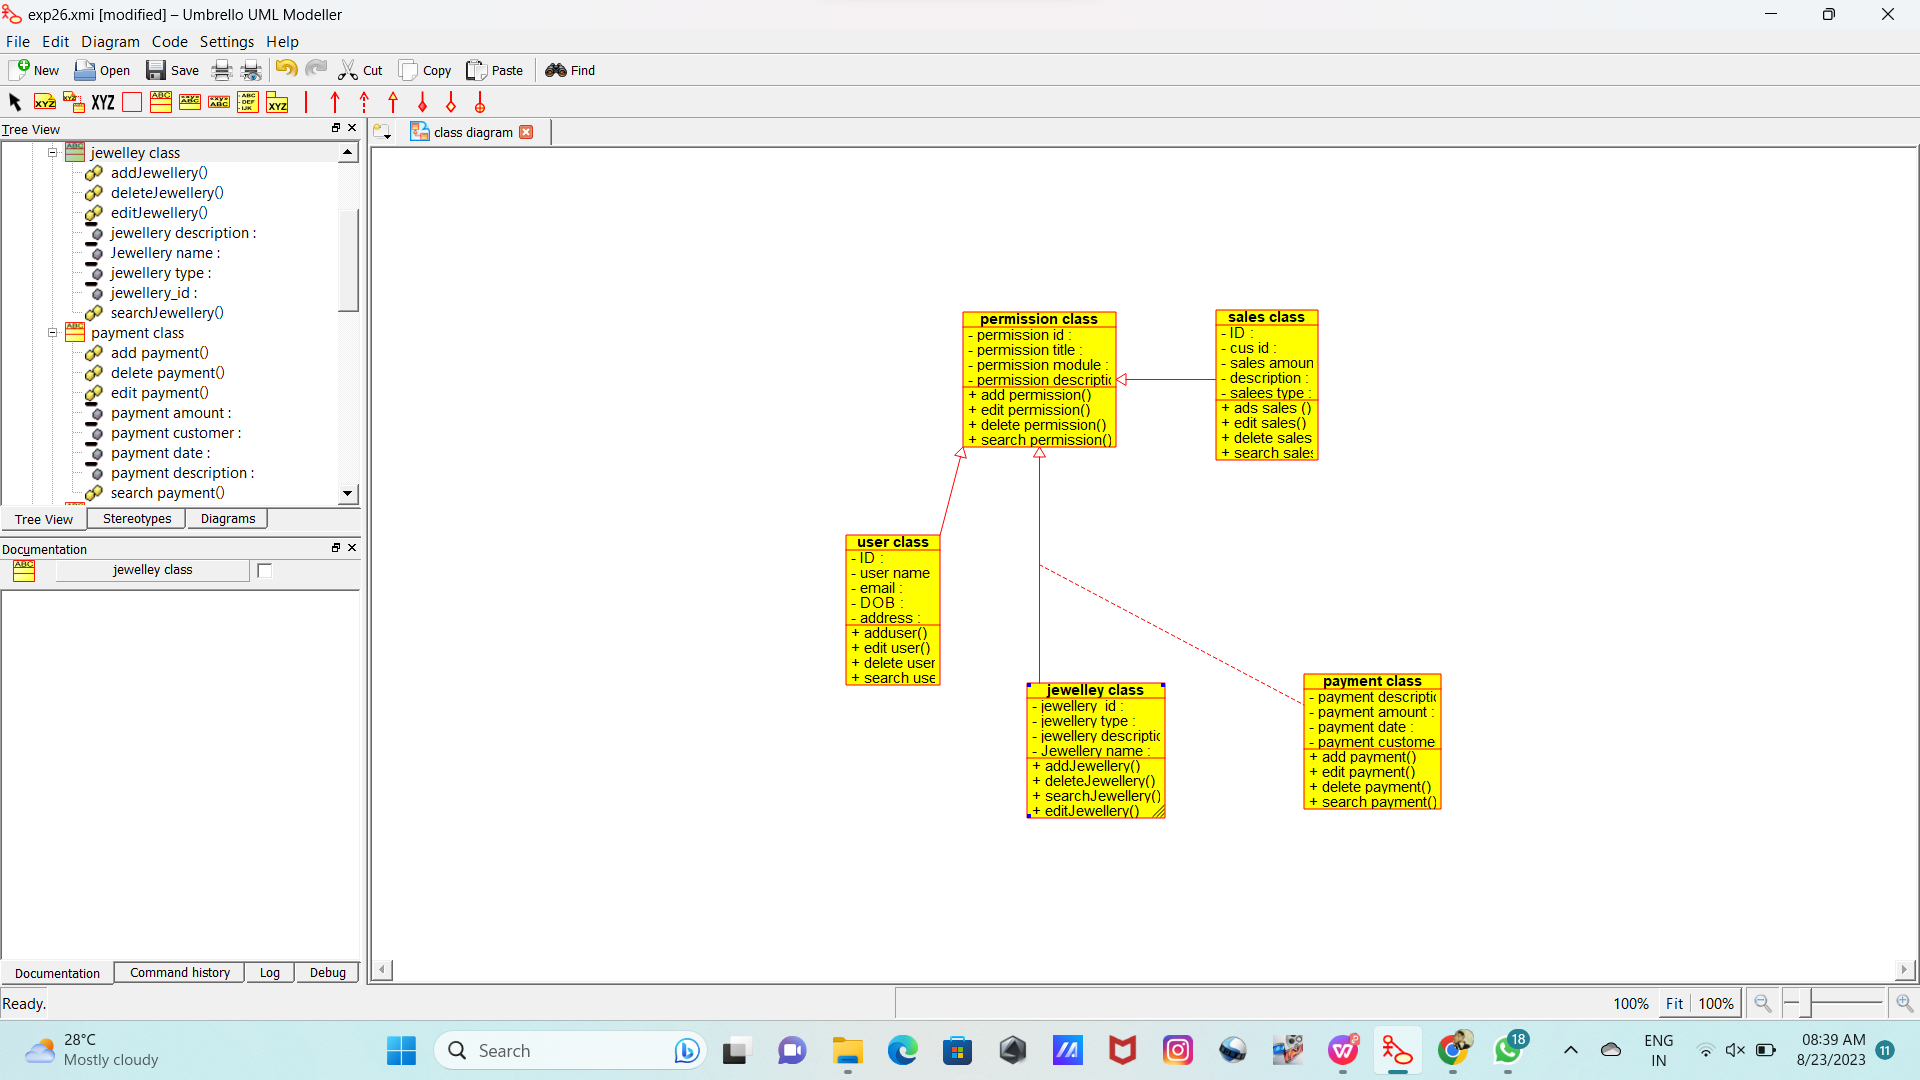 exp26.xmi [modified] – Umbrello UML Modeller
File Edit Diagram Code Settings Help
New Open Save Cut Copy Paste Find
XYZ
Tree View
class diagram
jewelley class
addJewellery()
deleteJewellery()
editJewellery()
jewellery description :
Jewellery name :
jewellery type :
jewellery_id :
searchJewellery()
payment class
add payment()
delete payment()
edit payment()
payment amount :
payment customer :
payment date :
payment description :
search payment()
Tree View Stereotypes Diagrams
Documentation
jewelley class
Documentation Command history Log Debug
permission class
- permission id :
- permission title :
- permission module :
- permission descriptic
+ add permission()
+ edit permission()
+ delete permission()
+ search permission()
sales class
- ID :
- cus id :
- sales amoun
- description :
- salees type :
+ ads sales ()
+ edit sales()
+ delete sales
+ search sales
user class
- ID :
- user name
- email :
- DOB :
- address :
+ adduser()
+ edit user()
+ delete user
+ search use
jewelley class
- jewellery_id :
- jewellery type :
- jewellery descriptic
- Jewellery name :
+ addJewellery()
+ deleteJewellery()
+ searchJewellery()
+ editJewellery()
payment class
- payment descriptic
- payment amount :
- payment date :
- payment custome
+ add payment()
+ edit payment()
+ delete payment()
+ search payment()
Ready.
100% Fit 100%
28°C
Mostly cloudy
Search
18
ENG
IN
08:39 AM
8/23/2023
11